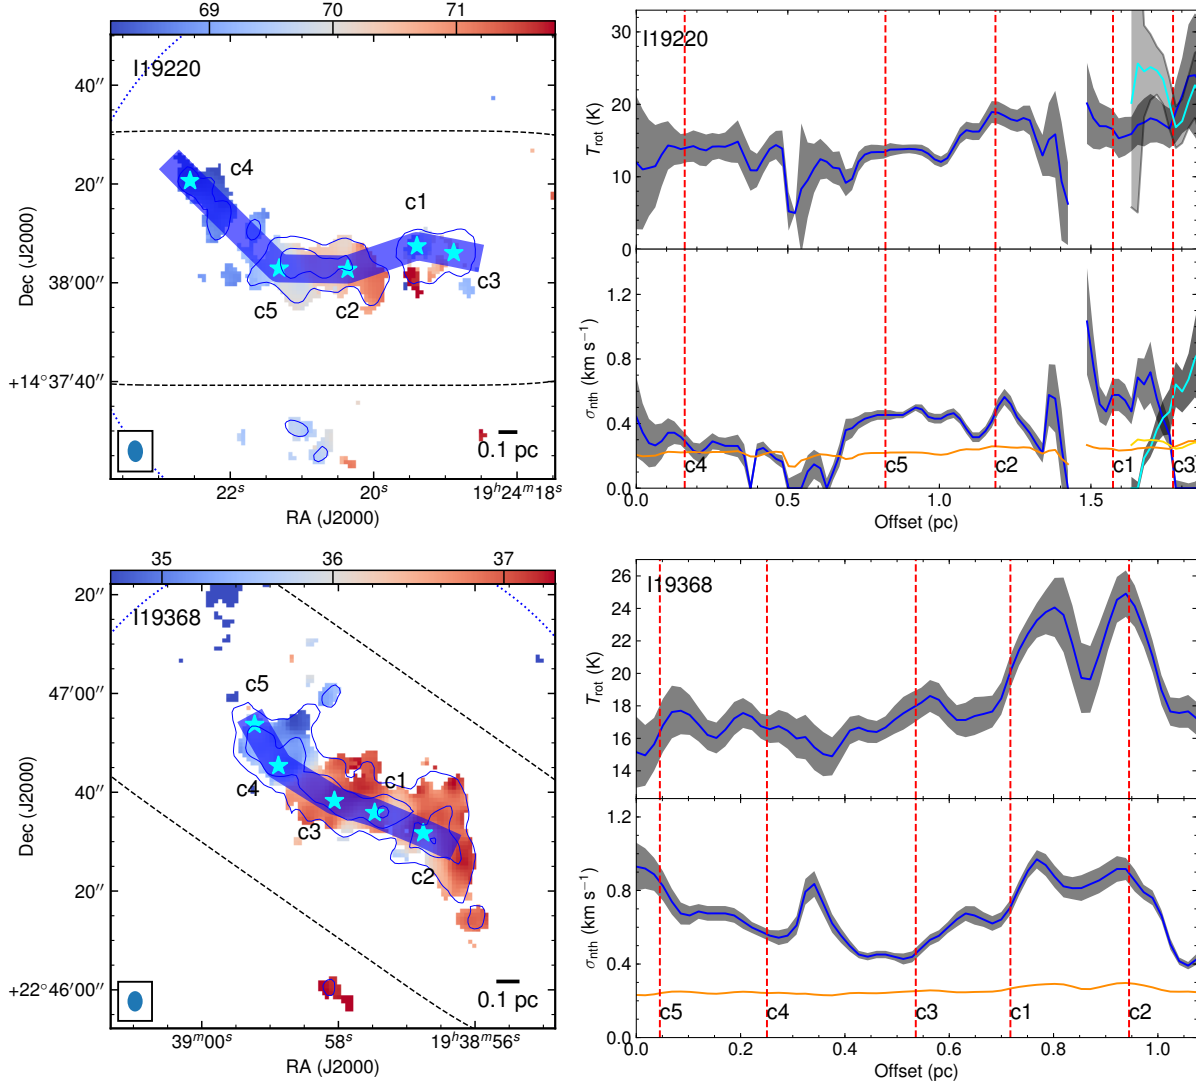 69 70 71
I19220
40′′
20′′
38′00′′
+14°37′40′′
c4
c1
c5
c2
c3
0.1 pc
22ˢ 20ˢ 19ʰ24ᵐ18ˢ
RA (J2000)
Dec (J2000)
I19220
30
20
10
0
T_rot (K)
1.2
0.8
0.4
0.0
σ_nth (km s⁻¹)
c4 c5 c2 c1 c3
0.0 0.5 1.0 1.5
Offset (pc)
35 36 37
I19368
20′′
47′00′′
40′′
20′′
+22°46′00′′
c5
c4
c1
c3
c2
0.1 pc
39ᵐ00ˢ 58ˢ 19ʰ38ᵐ56ˢ
RA (J2000)
Dec (J2000)
I19368
26
24
22
20
18
16
14
T_rot (K)
1.2
0.8
0.4
0.0
σ_nth (km s⁻¹)
c5 c4 c3 c1 c2
0.0 0.2 0.4 0.6 0.8 1.0
Offset (pc)